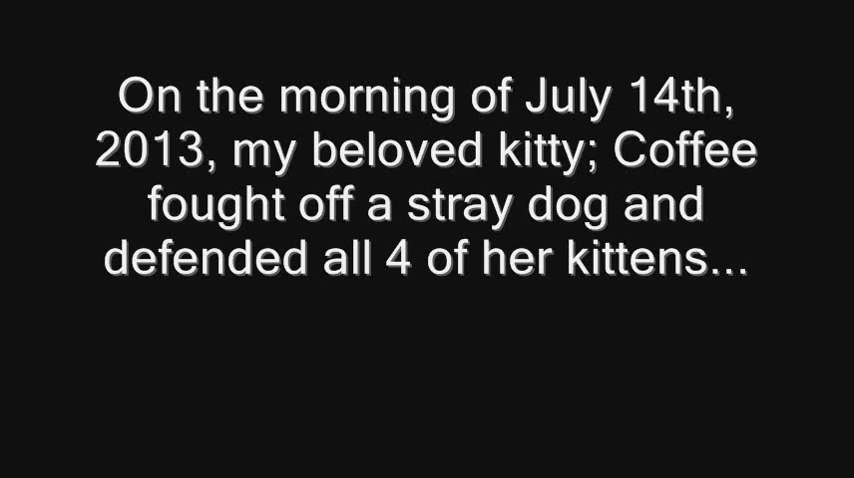 On the morning of July 14th,
2013, my beloved kitty; Coffee
fought off a stray dog and
defended all 4 of her kittens...